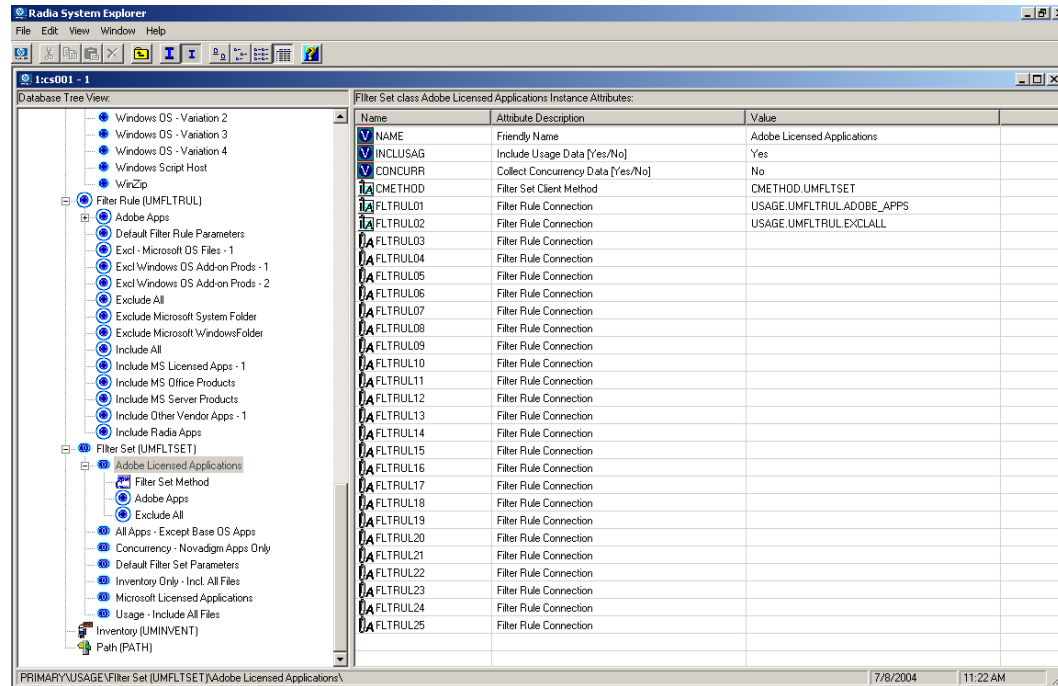 Radia System Explorer
File Edit View Window Help
1:cs001 - 1
Database Tree View:
Windows OS - Variation 2
Windows OS - Variation 3
Windows OS - Variation 4
Windows Script Host
WinZip
Filter Rule (UMFLTRUL)
Adobe Apps
Default Filter Rule Parameters
Excl - Microsoft OS Files - 1
Excl Windows OS Add-on Prods - 1
Excl Windows OS Add-on Prods - 2
Exclude All
Exclude Microsoft System Folder
Exclude Microsoft WindowsFolder
Include All
Include MS Licensed Apps - 1
Include MS Office Products
Include MS Server Products
Include Other Vendor Apps - 1
Include Radia Apps
FIlter Set (UMFLTSET)
Adobe Licensed Applications
Filter Set Method
Adobe Apps
Exclude All
All Apps - Except Base OS Apps
Concurrency - Novadigm Apps Only
Default Filter Set Parameters
Inventory Only - Incl. All Files
Microsoft Licensed Applications
Usage - Include All Files
Inventory (UMINVENT)
Path (PATH)
FIlter Set class Adobe Licensed Applications Instance Attributes:
Name Attribute Description Value
NAME Friendly Name Adobe Licensed Applications
INCLUSAG Include Usage Data [Yes/No] Yes
CONCURR Collect Concurrency Data [Yes/No] No
CMETHOD Filter Set Client Method CMETHOD.UMFLTSET
FLTRUL01 Filter Rule Connection USAGE.UMFLTRUL.ADOBE_APPS
FLTRUL02 Filter Rule Connection USAGE.UMFLTRUL.EXCLALL
FLTRUL03 Filter Rule Connection
FLTRUL04 Filter Rule Connection
FLTRUL05 Filter Rule Connection
FLTRUL06 Filter Rule Connection
FLTRUL07 Filter Rule Connection
FLTRUL08 Filter Rule Connection
FLTRUL09 Filter Rule Connection
FLTRUL10 Filter Rule Connection
FLTRUL11 Filter Rule Connection
FLTRUL12 Filter Rule Connection
FLTRUL13 Filter Rule Connection
FLTRUL14 Filter Rule Connection
FLTRUL15 Filter Rule Connection
FLTRUL16 Filter Rule Connection
FLTRUL17 Filter Rule Connection
FLTRUL18 Filter Rule Connection
FLTRUL19 Filter Rule Connection
FLTRUL20 Filter Rule Connection
FLTRUL21 Filter Rule Connection
FLTRUL22 Filter Rule Connection
FLTRUL23 Filter Rule Connection
FLTRUL24 Filter Rule Connection
FLTRUL25 Filter Rule Connection
PRIMARY\USAGE\FIlter Set (UMFLTSET)\Adobe Licensed Applications\ 7/8/2004 11:22 AM